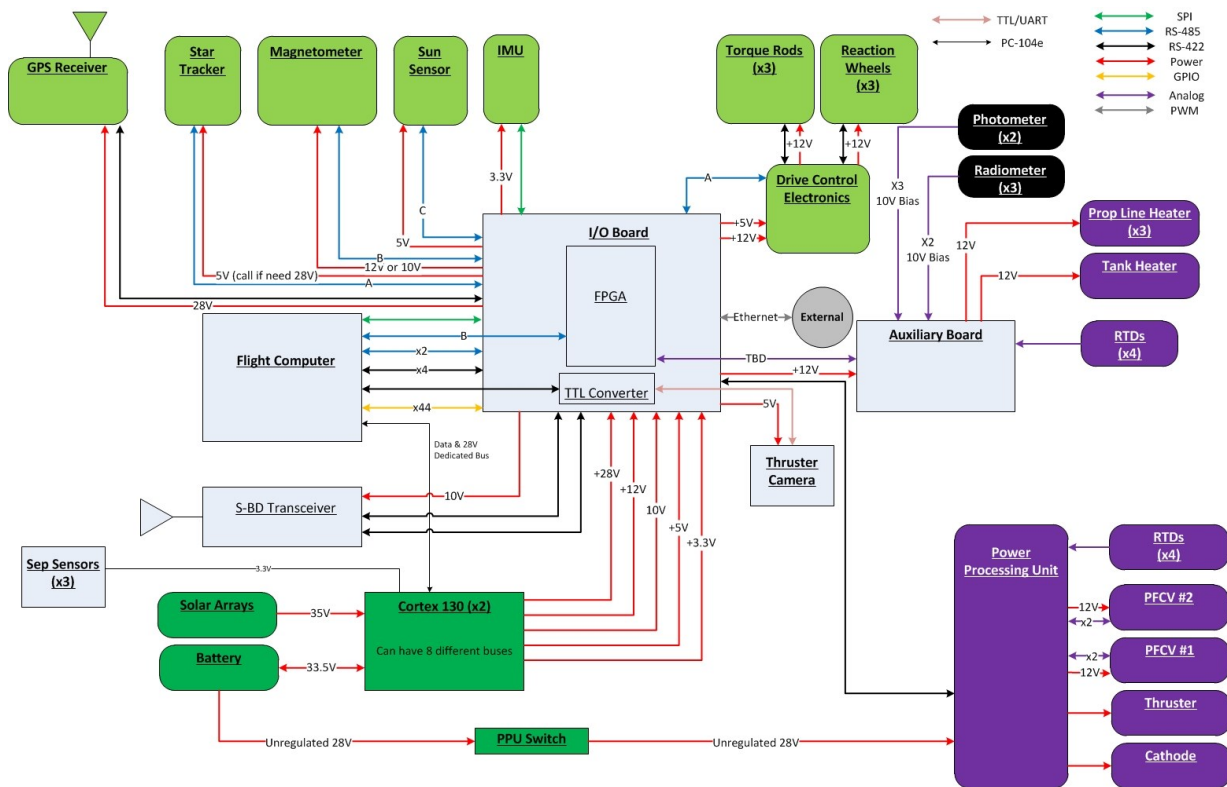 TTL/UART
PC-104e
SPI
RS-485
RS-422
Power
GPIO
Analog
PWM
GPS Receiver
Star
Tracker
Magnetometer
Sun
Sensor
IMU
Torque Rods
(x3)
Reaction
Wheels
(x3)
Photometer
(x2)
Radiometer
(x3)
+12V
+12V
Drive Control
Electronics
A
+5V
+12V
X3
10V Bias
X2
10V Bias
Prop Line Heater
(x3)
12V
Tank Heater
12V
RTDs
(x4)
3.3V
C
5V
B
12v or 10V
5V (call if need 28V)
A
28V
I/O Board
FPGA
TTL Converter
Ethernet
External
Auxiliary Board
TBD
+12V
5V
Thruster
Camera
Flight Computer
B
x2
x4
x44
Data & 28V
Dedicated Bus
S-BD Transceiver
10V
+28V
+12V
10V
+5V
+3.3V
Sep Sensors
(x3)
3.3V
Solar Arrays
35V
Battery
33.5V
Cortex 130 (x2)
Can have 8 different buses
Unregulated 28V
PPU Switch
Unregulated 28V
Power
Processing Unit
RTDs
(x4)
PFCV #2
12V
x2
PFCV #1
x2
12V
Thruster
Cathode